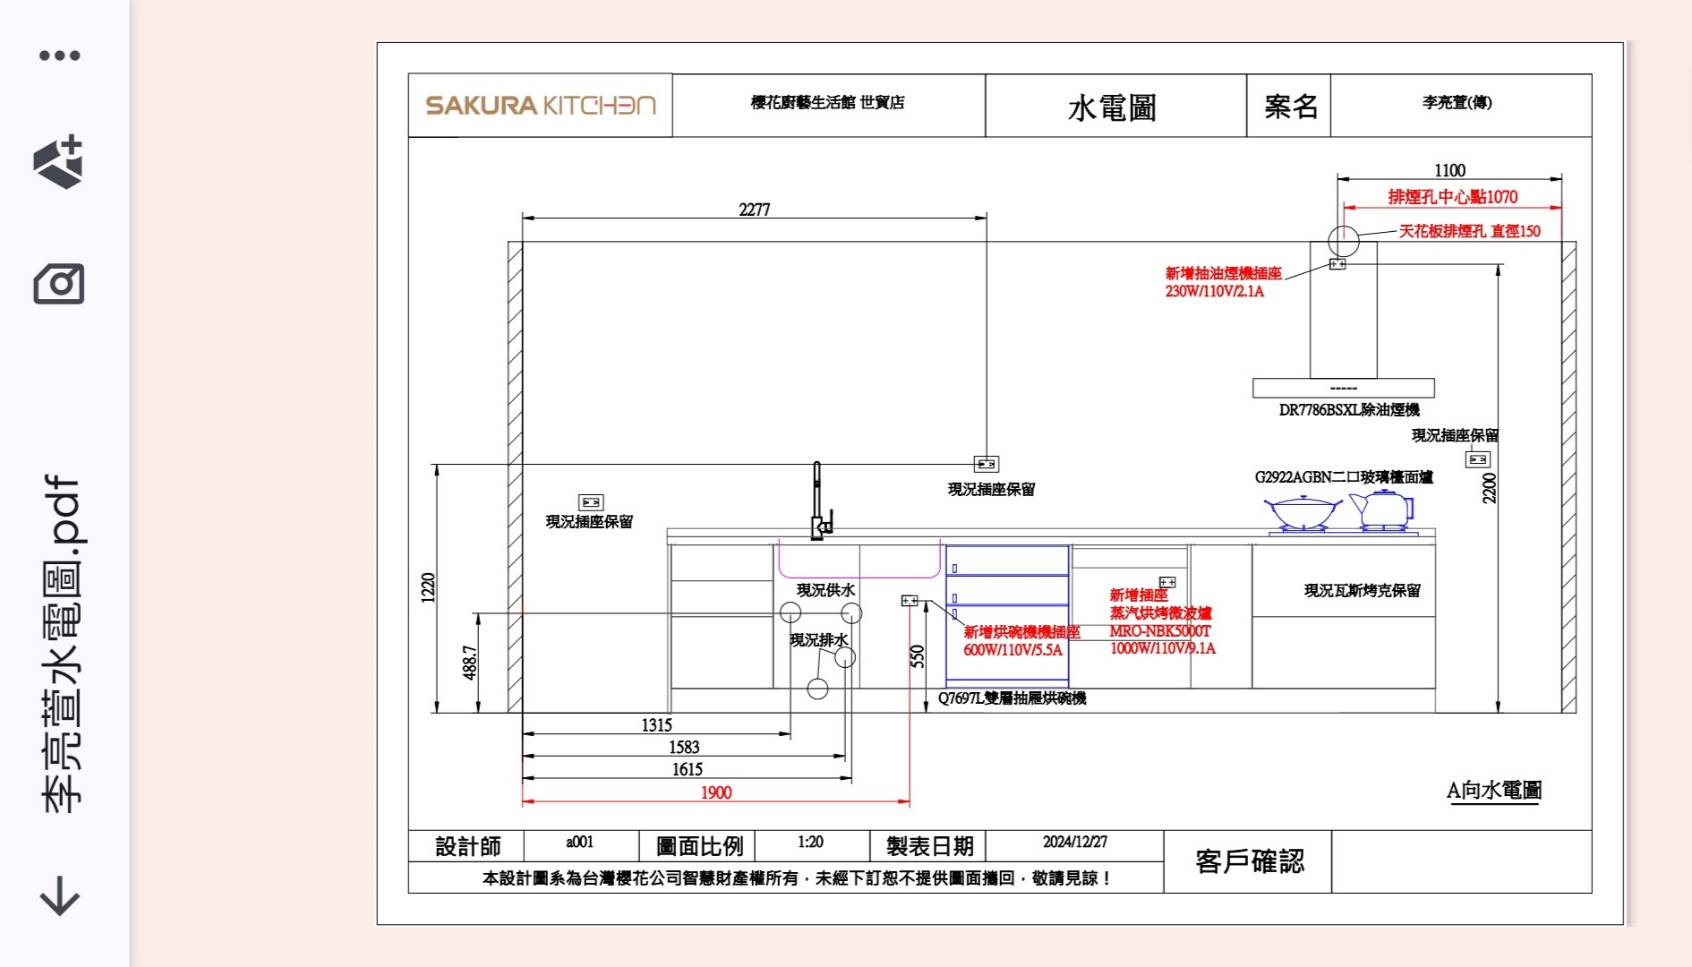 李亮萱水電圖.pdf
SAKURA KITCHEN
櫻花廚藝生活館 世貿店
水電圖
案名
李亮萱(傳)
1100
排煙孔中心點1070
天花板排煙孔 直徑150
2277
新增抽油煙機插座
230W/110V/2.1A
DR7786BSXL除油煙機
現況插座保留
G2922AGBN二口玻璃檯面爐
2200
現況插座保留
現況插座保留
1220
488.7
現況供水
現況排水
550
新增烘碗機機插座
600W/110V/5.5A
新增插座
蒸汽烘烤微波爐
MRO-NBK5000T
1000W/110V/9.1A
現況瓦斯烤克保留
Q7697L雙層抽屜烘碗機
1315
1583
1615
1900
A向水電圖
設計師
a001
圖面比例
1:20
製表日期
2024/12/27
客戶確認
本設計圖系為台灣櫻花公司智慧財產權所有．未經下訂恕不提供圖面攜回．敬請見諒！